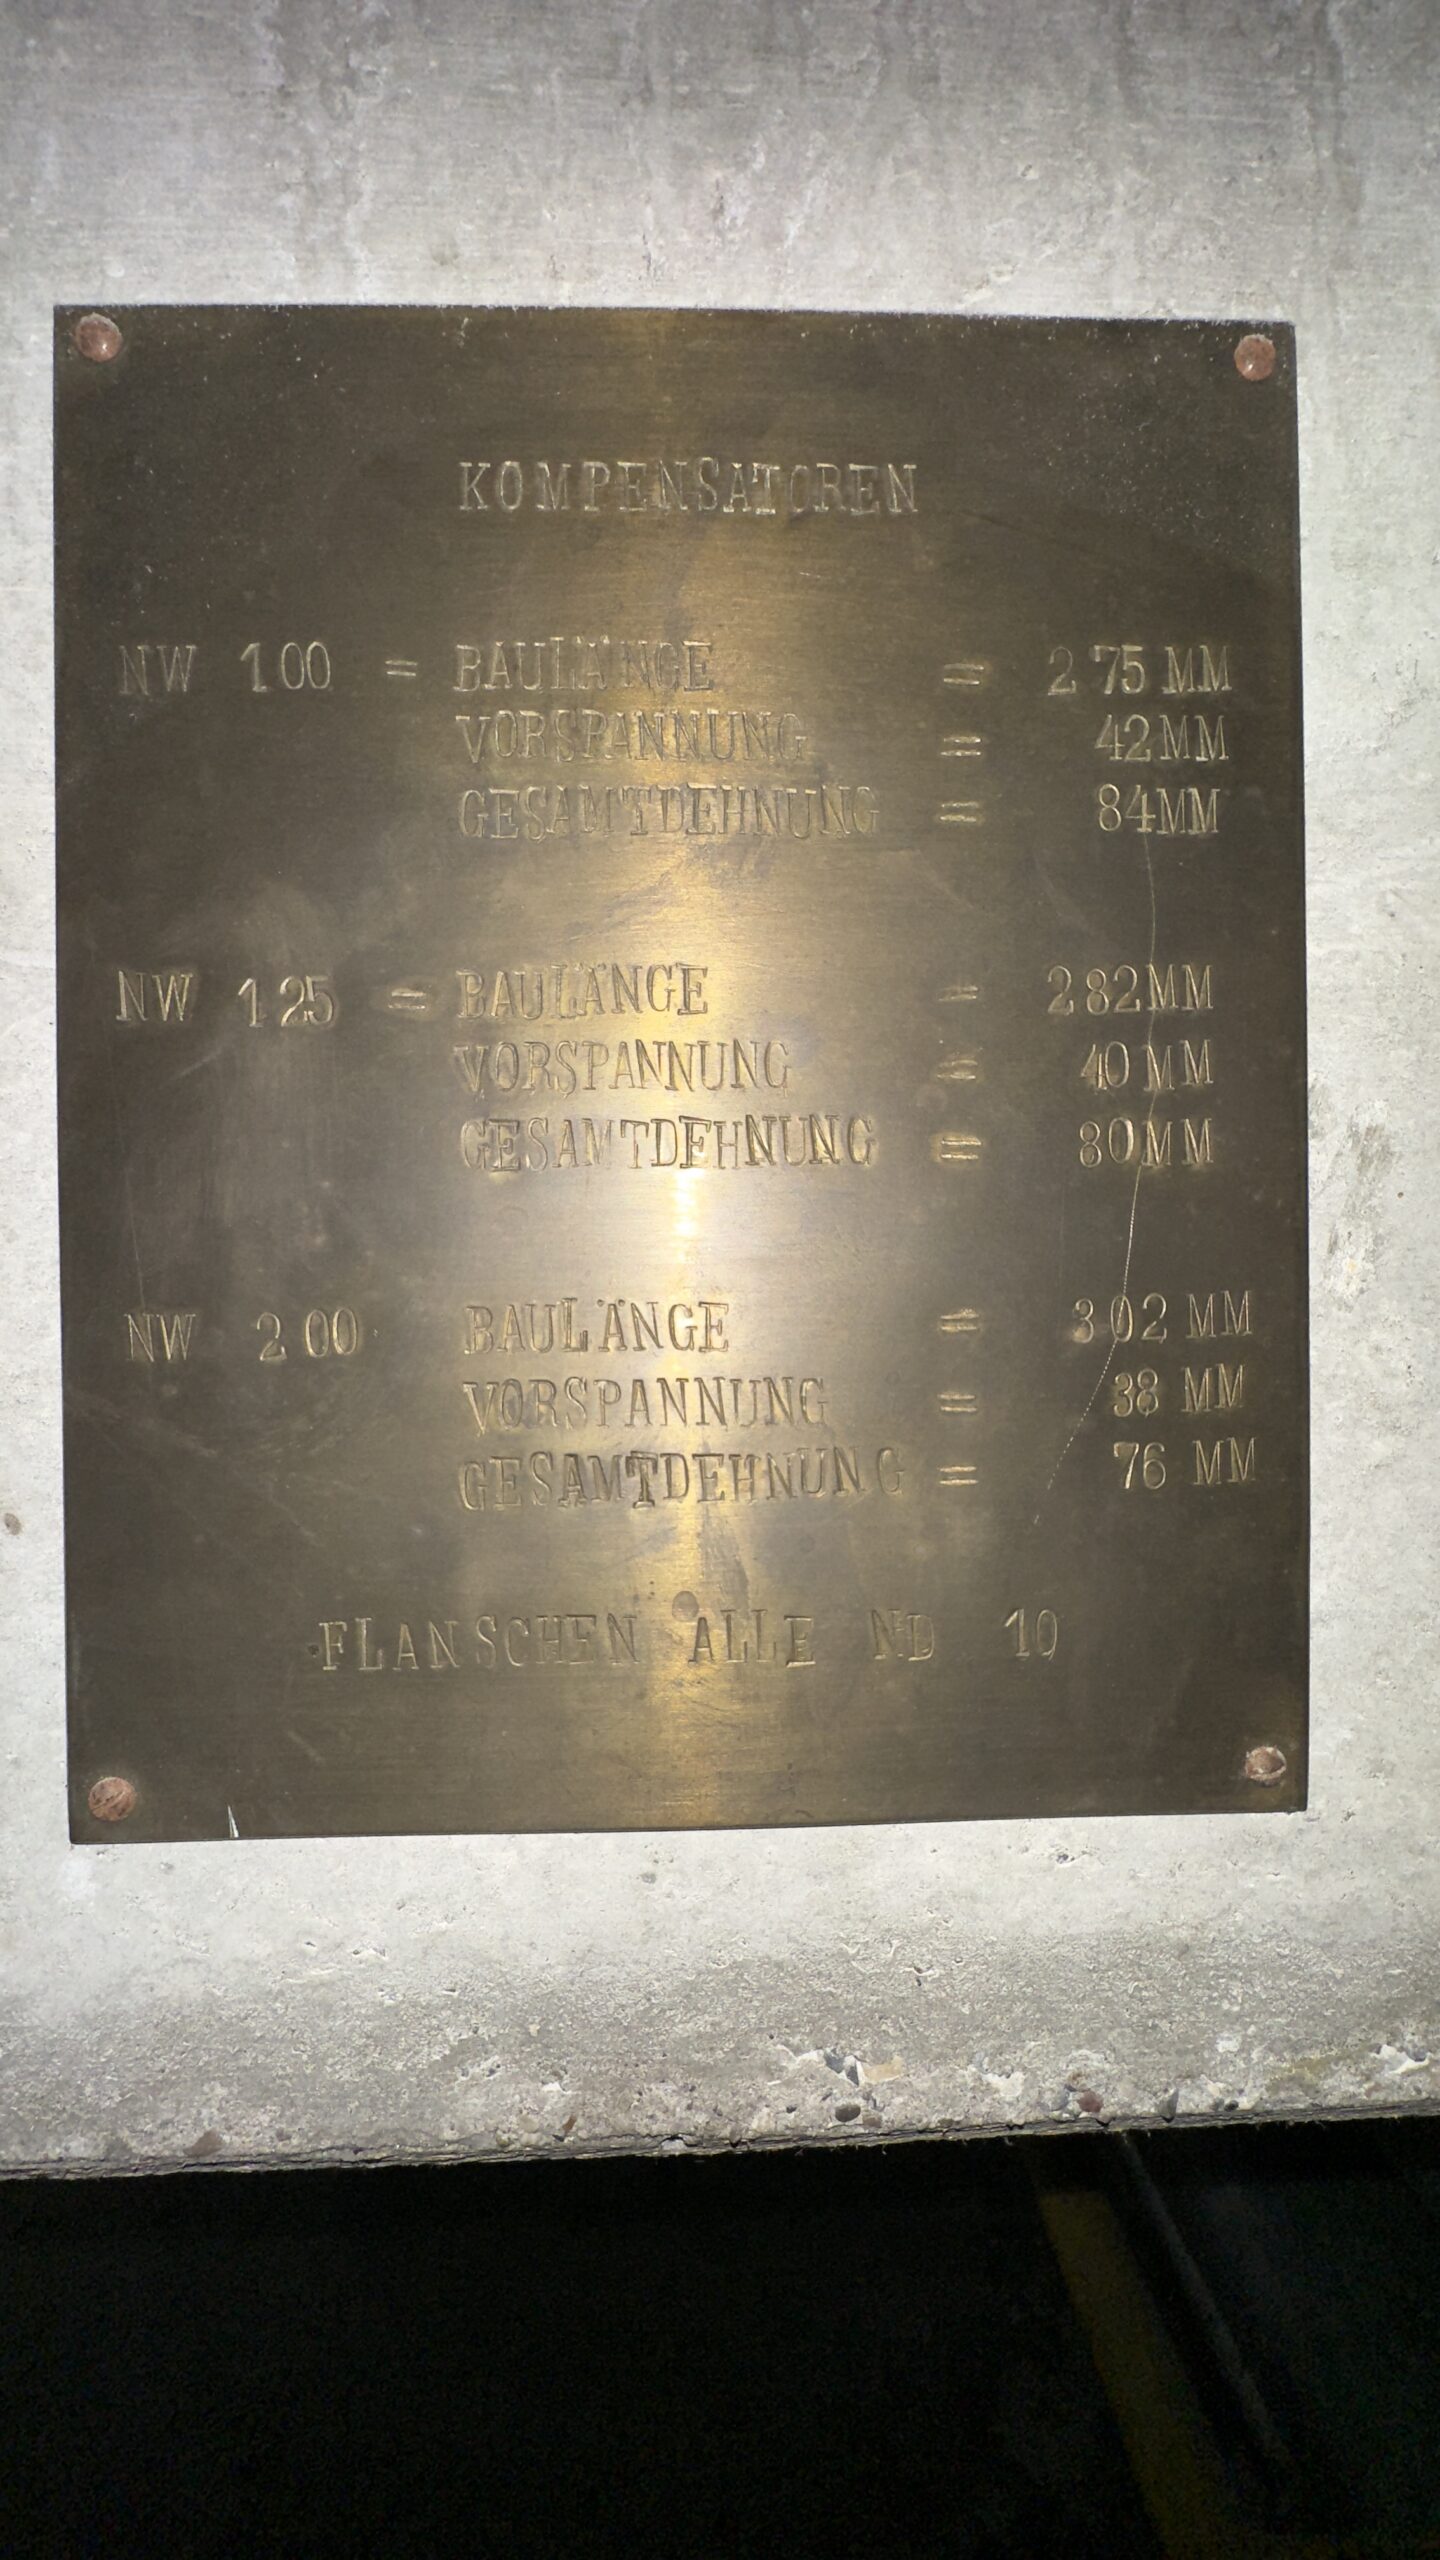 KOMPENSATOREN
NW 100 = BAULÄNGE = 275 MM
VORSPANNUNG = 42 MM
GESAMTDEHNUNG = 84 MM
NW 125 = BAULÄNGE = 282 MM
VORSPANNUNG = 40 MM
GESAMTDEHNUNG = 80 MM
NW 200 BAULÄNGE = 302 MM
VORSPANNUNG = 38 MM
GESAMTDEHNUNG = 76 MM
FLANSCHEN ALLE ND 10